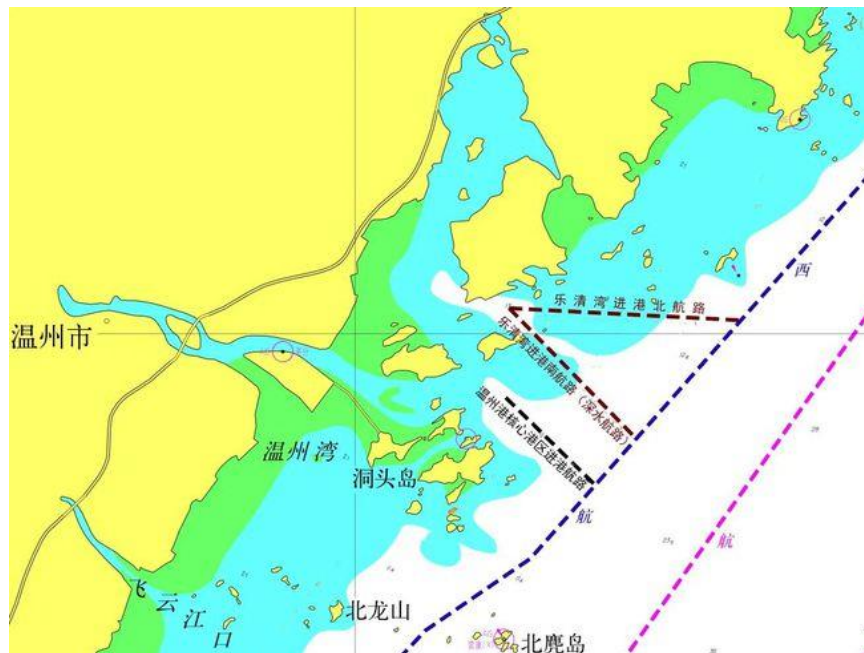 西
乐清湾进港北航路
温州市
乐清湾进港南航路（深水航路）
温州港核心港区进港航路
温州湾
洞头岛
航
航
飞云江口
北龙山
北麂岛